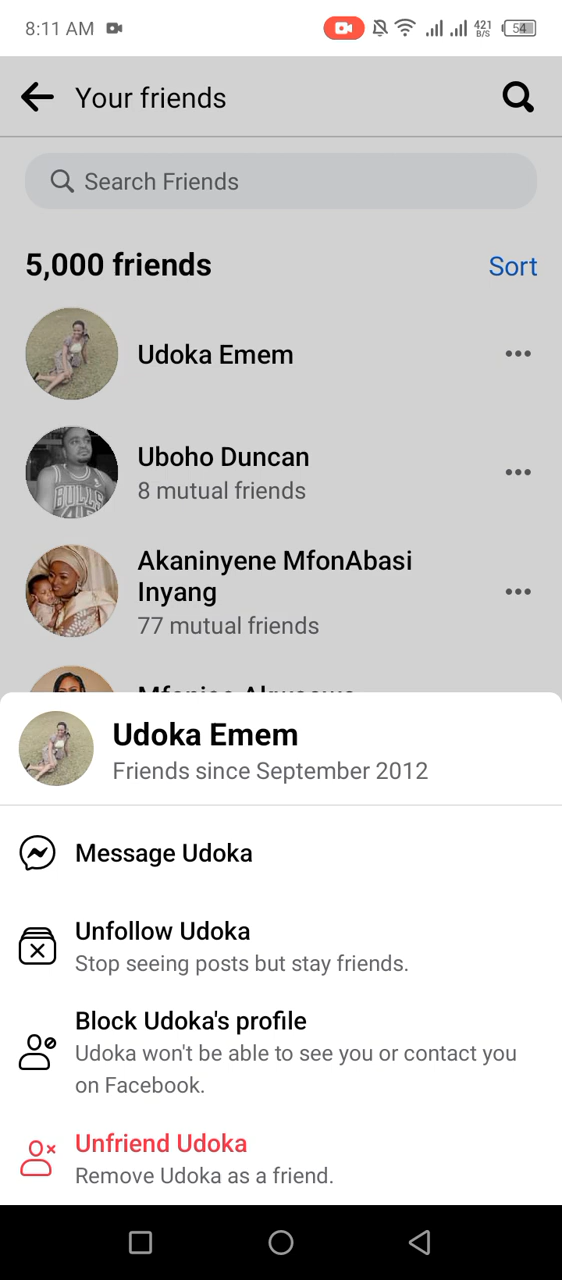 8:11 AM
421
B/S
54
Your friends
Search Friends
5,000 friends
Sort
Udoka Emem
Uboho Duncan
8 mutual friends
BULLS
Akaninyene MfonAbasi
Inyang
77 mutual friends
Udoka Emem
Friends since September 2012
Message Udoka
Unfollow Udoka
Stop seeing posts but stay friends.
Block Udoka's profile
Udoka won't be able to see you or contact you
on Facebook.
Unfriend Udoka
Remove Udoka as a friend.